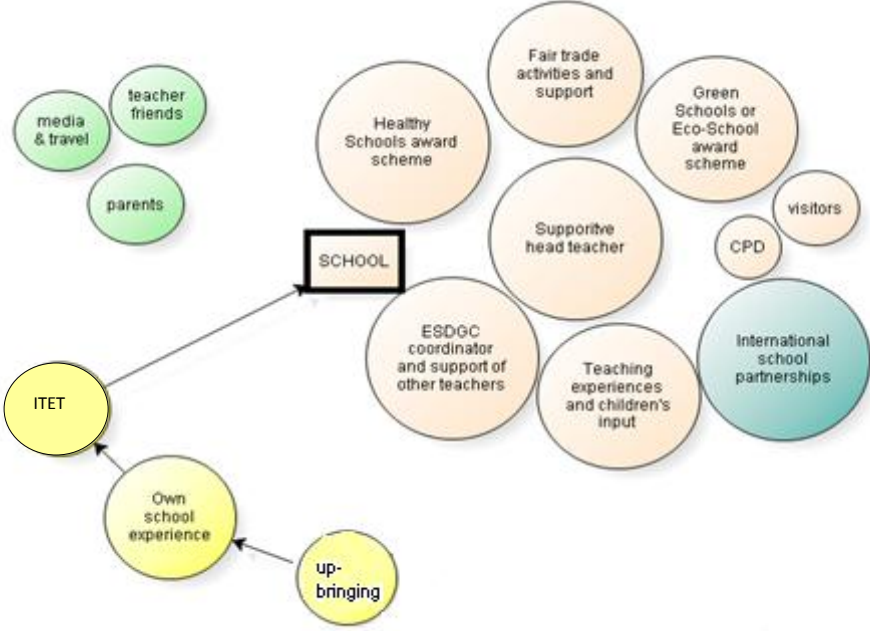 Fair trade
activities and
support
Healthy
Schools award
scheme
Green
Schools or
Eco-School
award
scheme
media
& travel
teacher
friends
parents
visitors
CPD
Supportive
head teacher
SCHOOL
ESDGC
coordinator
and support of
other teachers
Teaching
experiences
and children's
input
International
school
partnerships
ITET
Own
school
experience
up-
bringing